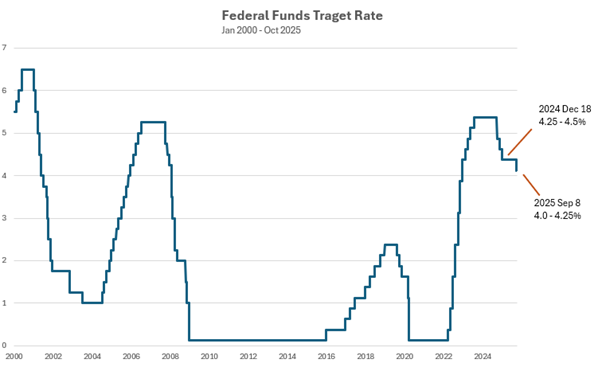 Federal Funds Traget Rate
Jan 2000 - Oct 2025
7
6
5
4
3
2
1
0
2024 Dec 18
4.25 - 4.5%
2025 Sep 8
4.0 - 4.25%
2000 2002 2004 2006 2008 2010 2012 2014 2016 2018 2020 2022 2024